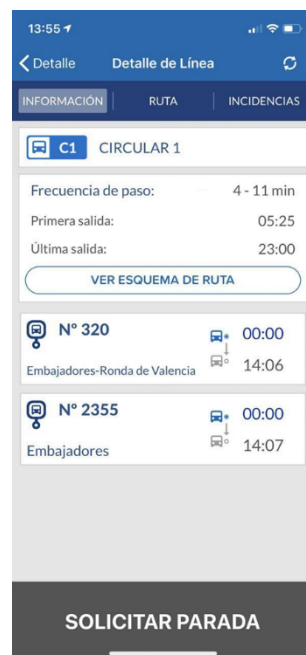 13:55
Detalle Detalle de Línea
INFORMACIÓN RUTA INCIDENCIAS
C1 CIRCULAR 1
Frecuencia de paso: 4 - 11 min
Primera salida: 05:25
Última salida: 23:00
VER ESQUEMA DE RUTA
Nº 320 00:00
Embajadores-Ronda de Valencia 14:06
Nº 2355 00:00
Embajadores 14:07
SOLICITAR PARADA